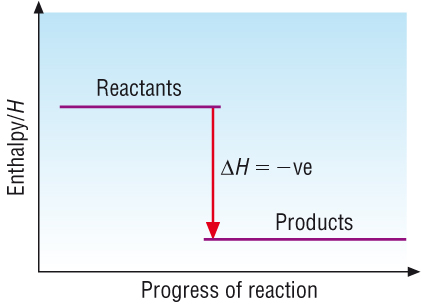 Enthalpy/H
Reactants
ΔH = −ve
Products
Progress of reaction